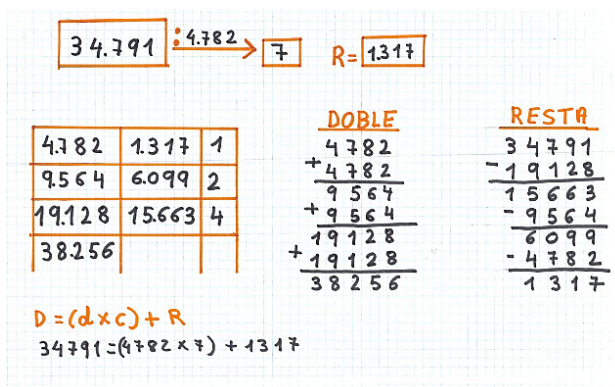 34.791 :4.782 7 R= 1.317
4.782 1.317 1
9.564 6.099 2
19.128 15.663 4
38.256
DOBLE
4782
+ 4782
9564
+ 9564
19128
+ 19128
38256
RESTA
34791
- 19128
15663
- 9564
6099
- 4782
1317
D=(d×c)+R
34791=(4782×7)+1317